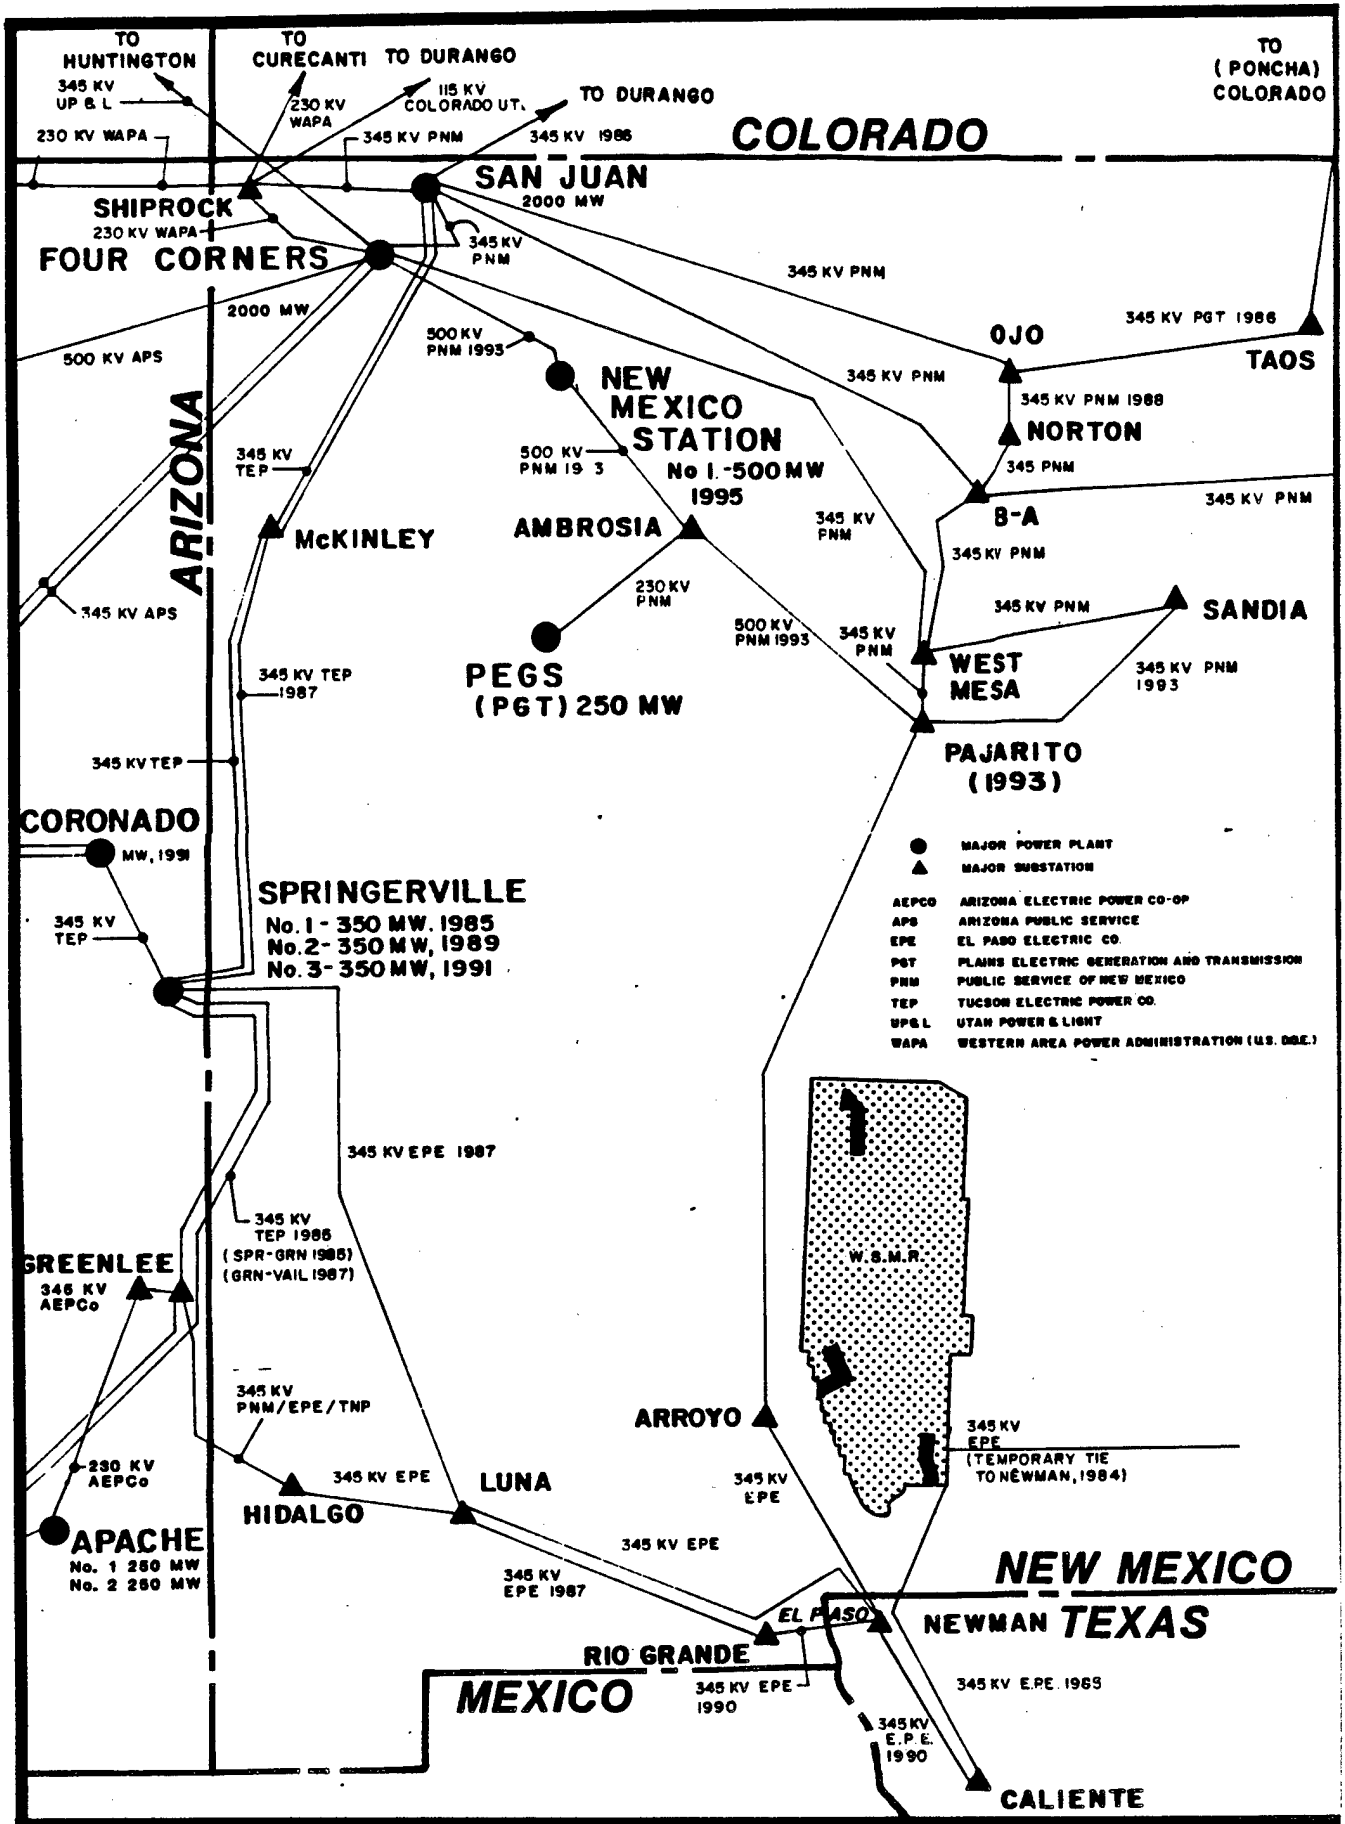 TO
HUNTINGTON
TO
CURECANTI
TO DURANGO
TO DURANGO
TO
( PONCHA)
COLORADO
345 KV
UP & L
230 KV
WAPA
115 KV
COLORADO UT.
230 KV WAPA
345 KV PNM
345 KV 1986
COLORADO
SAN JUAN
2000 MW
SHIPROCK
230 KV WAPA
FOUR CORNERS
345 KV
PNM
2000 MW
500 KV APS
345 KV PNM
500 KV
PNM 1993
345 KV PGT 1986
OJO
TAOS
345 KV PNM
345 KV PNM 1988
NORTON
345 PNM
NEW
MEXICO
STATION
No 1.-500 MW
1995
500 KV
PNM 19 3
ARIZONA
345 KV
TEP
McKINLEY
AMBROSIA
345 KV
PNM
B-A
345 KV PNM
345 KV PNM
345 KV APS
230 KV
PNM
PEGS
(PGT) 250 MW
500 KV
PNM 1993
345 KV
PNM
345 KV PNM
SANDIA
WEST
MESA
345 KV PNM
1993
PAJARITO
(1993)
345 KV TEP
1987
345 KV TEP
CORONADO
MW, 1991
345 KV
TEP
SPRINGERVILLE
No. 1 - 350 MW. 1985
No. 2 - 350 MW, 1989
No. 3 - 350 MW, 1991
MAJOR POWER PLANT
MAJOR SUBSTATION
AEPCO ARIZONA ELECTRIC POWER CO-OP
APS ARIZONA PUBLIC SERVICE
EPE EL PASO ELECTRIC CO.
PGT PLAINS ELECTRIC GENERATION AND TRANSMISSION
PNM PUBLIC SERVICE OF NEW MEXICO
TEP TUCSON ELECTRIC POWER CO.
UP&L UTAH POWER & LIGHT
WAPA WESTERN AREA POWER ADMINISTRATION (U.S. DOE.)
345 KV EPE 1987
345 KV
TEP 1985
( SPR-GRN 1985)
(GRN-VAIL 1987)
GREENLEE
345 KV
AEPCo
W.S.M.R.
345 KV
PNM/EPE/TNP
ARROYO
345 KV
EPE
(TEMPORARY TIE
TO NEWMAN, 1984)
230 KV
AEPCo
345 KV EPE
LUNA
HIDALGO
345 KV
EPE
APACHE
No. 1 250 MW
No. 2 250 MW
345 KV EPE
345 KV
EPE 1987
NEW MEXICO
EL PASO
NEWMAN
TEXAS
RIO GRANDE
MEXICO
345 KV EPE
1990
345 KV E.P.E. 1985
345 KV
E.P.E.
1990
CALIENTE